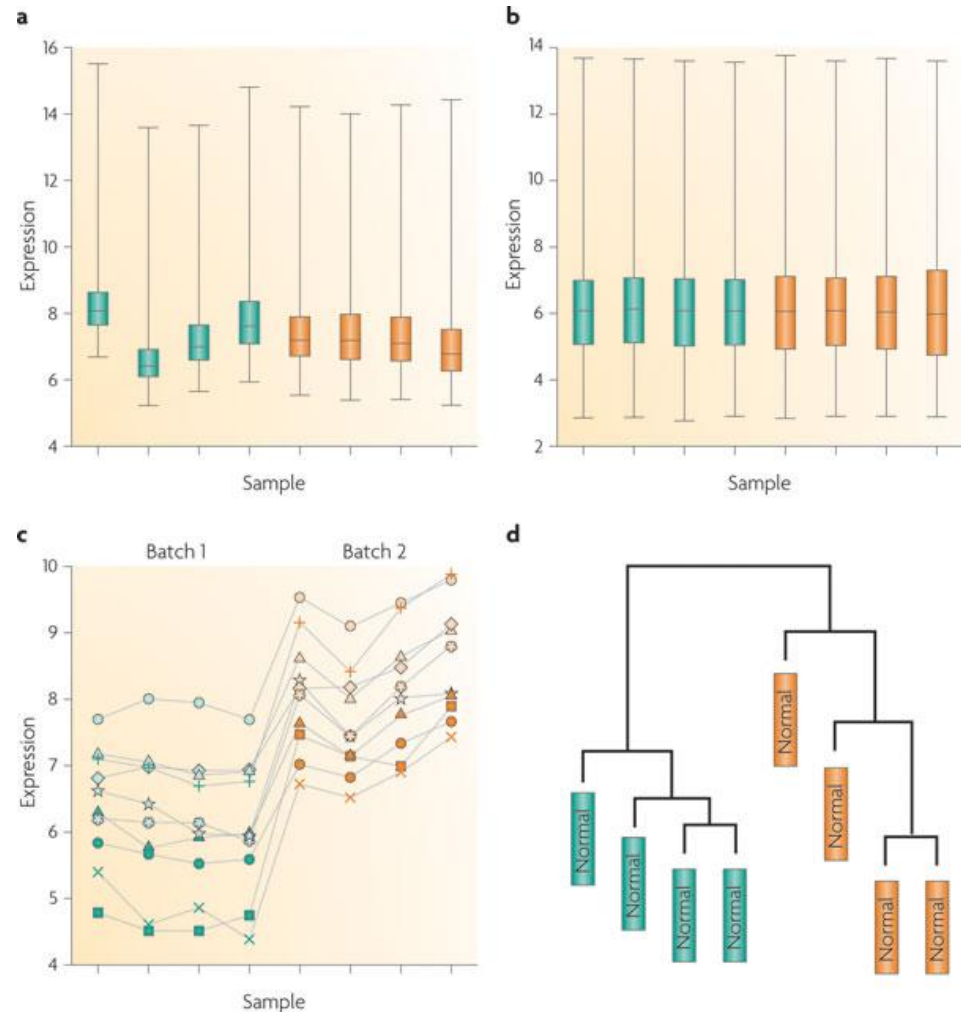 a
16
14
12
10
8
6
4
Expression
Sample
b
14
12
10
8
6
4
2
Expression
Sample
c
Batch 1
Batch 2
10
9
8
7
6
5
4
Expression
Sample
d
Normal
Normal
Normal
Normal
Normal
Normal
Normal
Normal